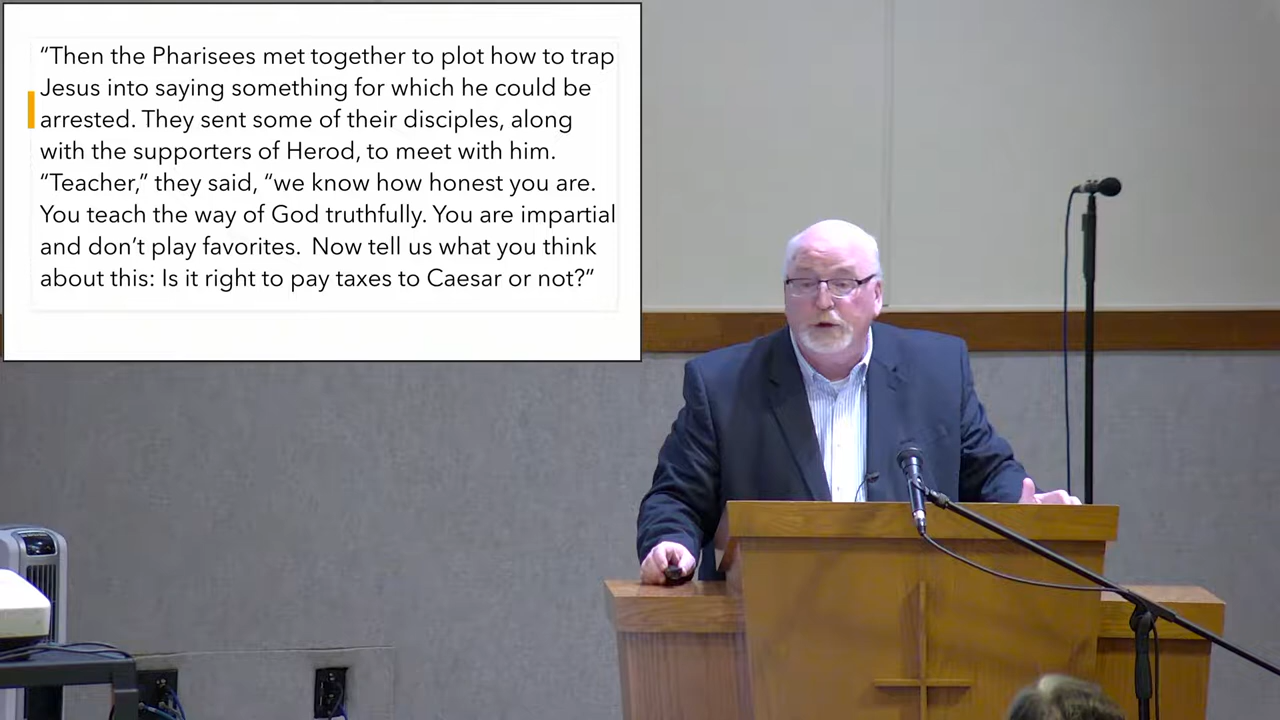 “Then the Pharisees met together to plot how to trap
Jesus into saying something for which he could be
arrested. They sent some of their disciples, along
with the supporters of Herod, to meet with him.
“Teacher,” they said, “we know how honest you are.
You teach the way of God truthfully. You are impartial
and don’t play favorites.  Now tell us what you think
about this: Is it right to pay taxes to Caesar or not?”